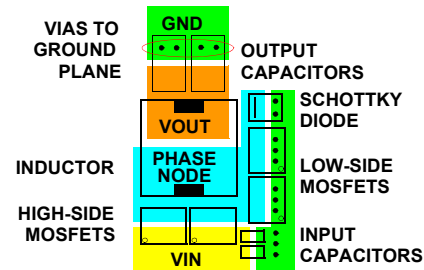 GND
VIAS TO
GROUND
PLANE
OUTPUT
CAPACITORS
SCHOTTKY
DIODE
VOUT
INDUCTOR
PHASE
NODE
LOW-SIDE
MOSFETS
HIGH-SIDE
MOSFETS
VIN
INPUT
CAPACITORS